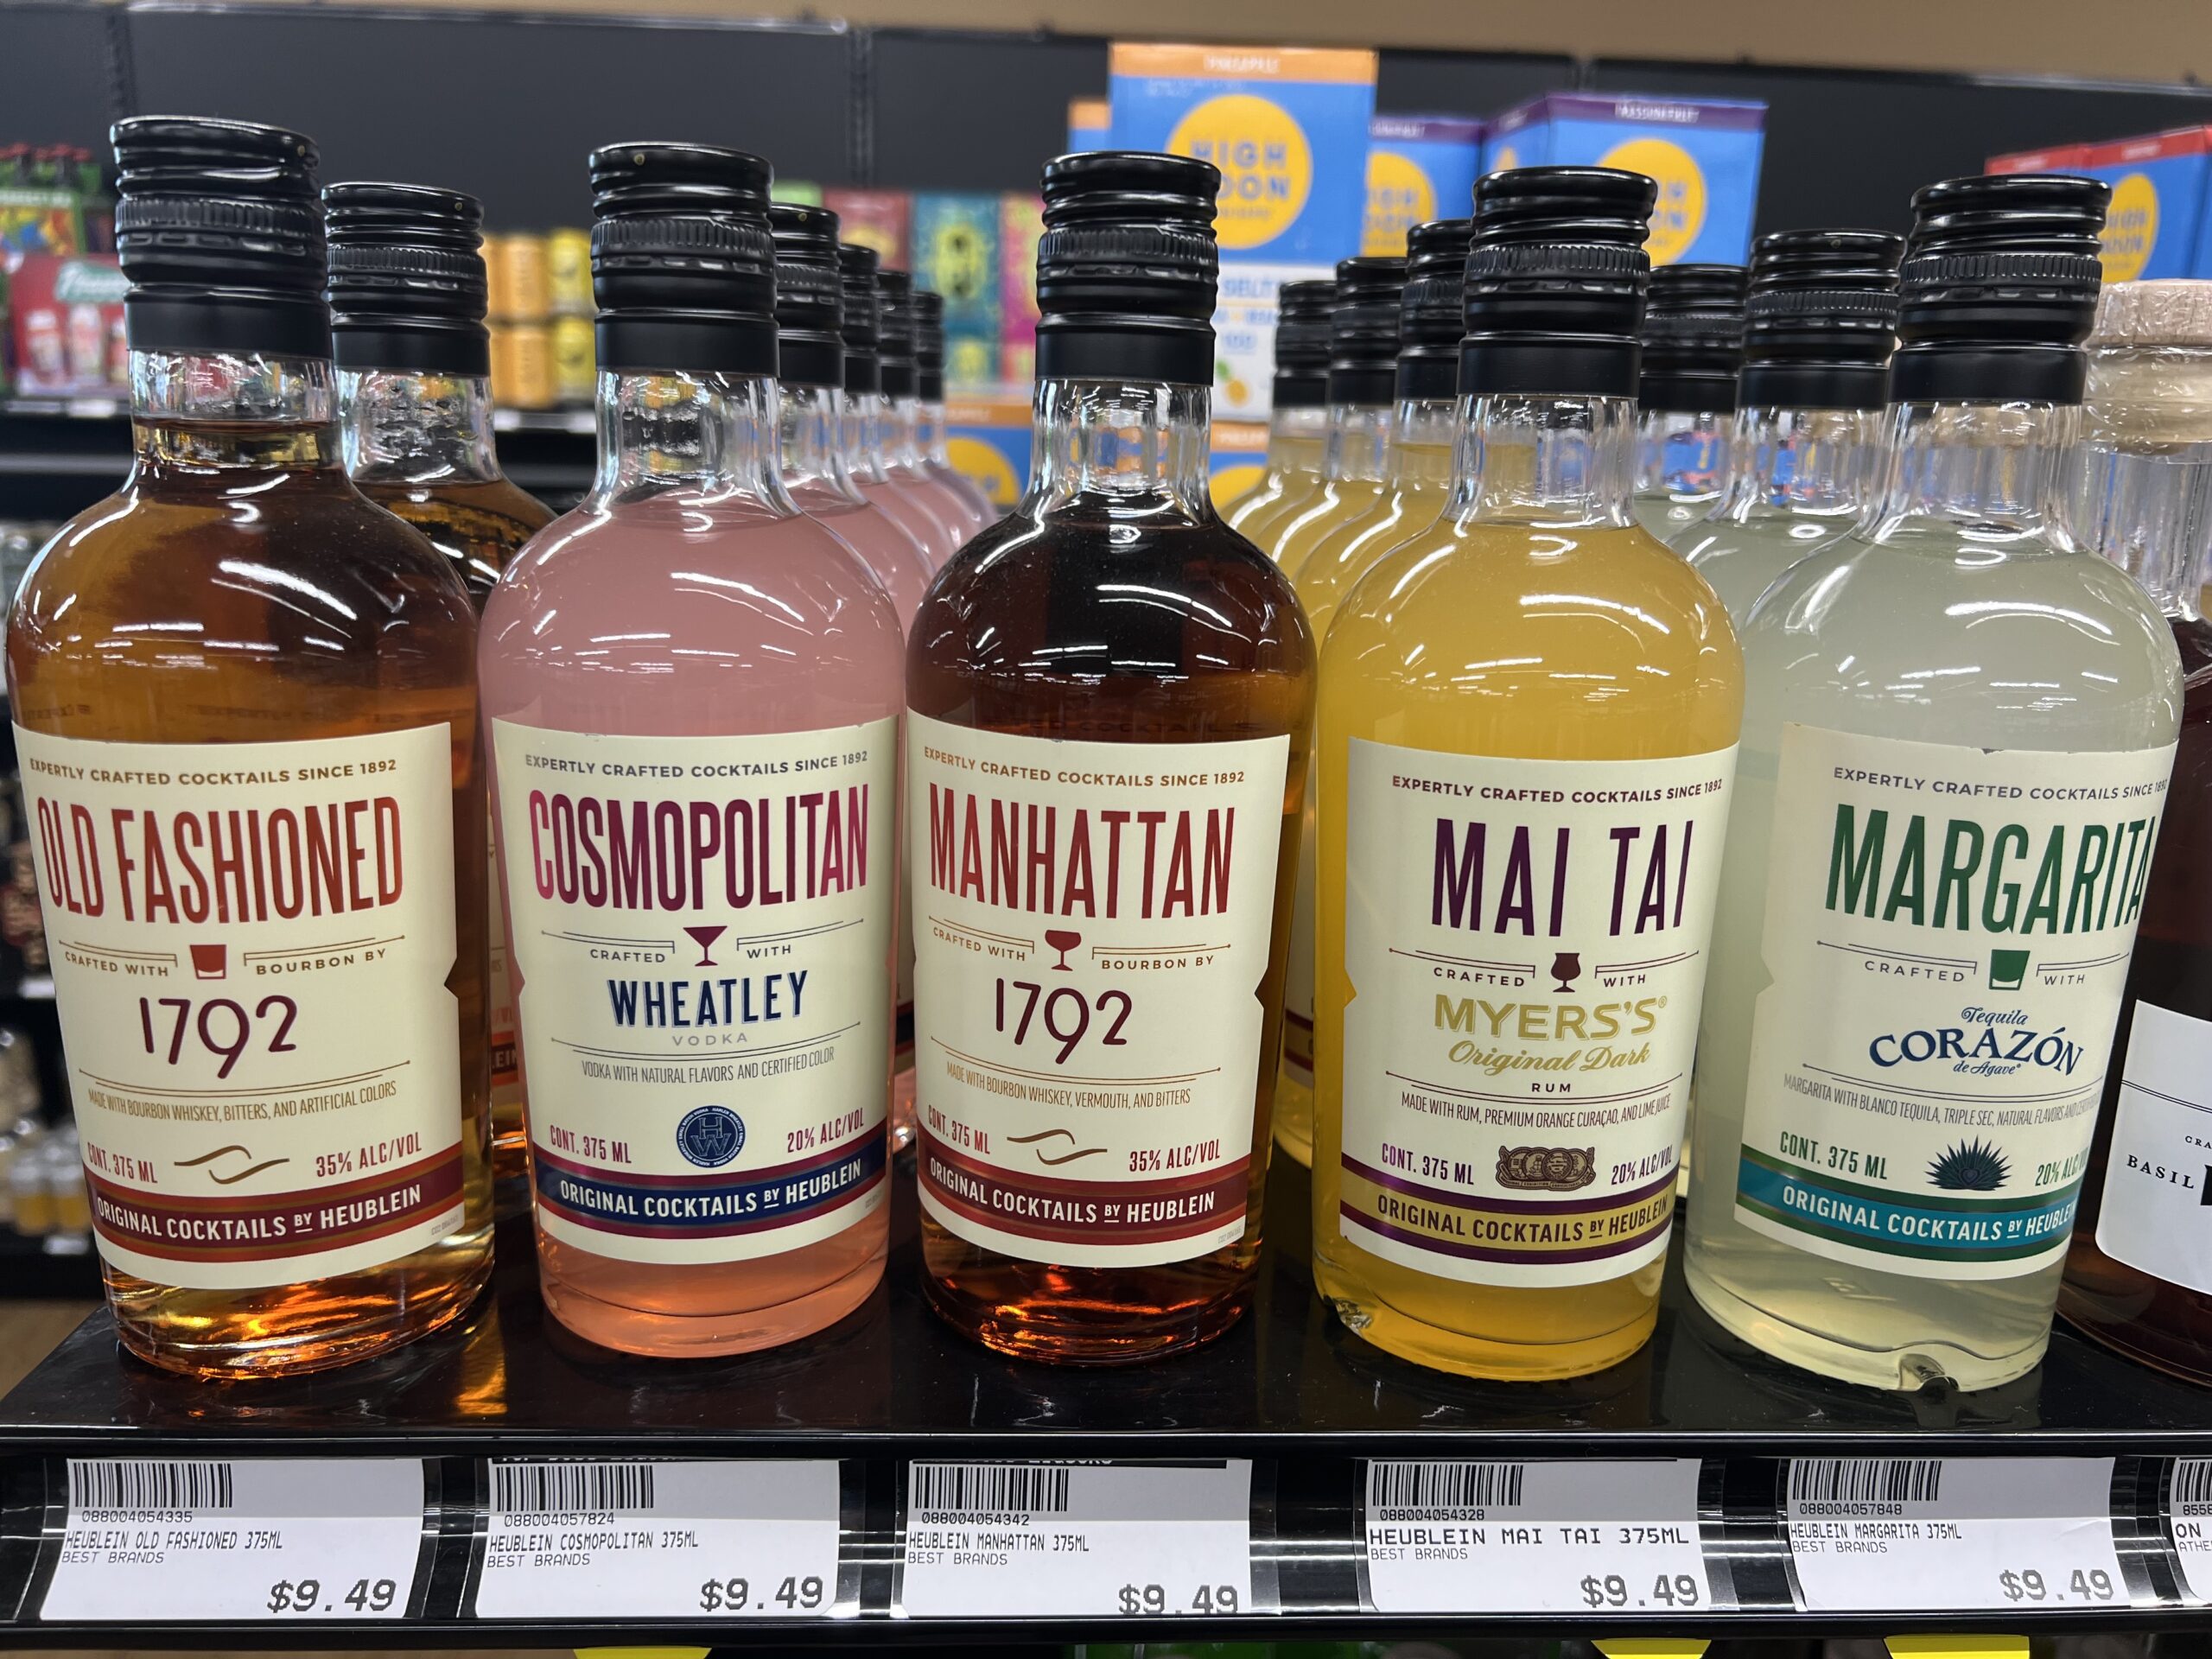 PINEAPPLE
HIGH
NOON
PASSIONFRUIT
EXPERTLY CRAFTED COCKTAILS SINCE 1892
OLD FASHIONED
CRAFTED WITH BOURBON BY
1792
MADE WITH BOURBON WHISKEY, BITTERS, AND ARTIFICIAL COLORS
CONT. 375 ML 35% ALC/VOL
ORIGINAL COCKTAILS BY HEUBLEIN
EXPERTLY CRAFTED COCKTAILS SINCE 1892
COSMOPOLITAN
CRAFTED WITH
WHEATLEY
VODKA
VODKA WITH NATURAL FLAVORS AND CERTIFIED COLOR
HW
CONT. 375 ML 20% ALC/VOL
ORIGINAL COCKTAILS BY HEUBLEIN
EXPERTLY CRAFTED COCKTAILS SINCE 1892
MANHATTAN
CRAFTED WITH BOURBON BY
1792
MADE WITH BOURBON WHISKEY, VERMOUTH, AND BITTERS
CONT. 375 ML 35% ALC/VOL
ORIGINAL COCKTAILS BY HEUBLEIN
EXPERTLY CRAFTED COCKTAILS SINCE 1892
MAI TAI
CRAFTED WITH
MYERS'S®
Original Dark
RUM
MADE WITH RUM, PREMIUM ORANGE CURAÇAO, AND LIME JUICE
CONT. 375 ML 20% ALC/VOL
ORIGINAL COCKTAILS BY HEUBLEIN
EXPERTLY CRAFTED COCKTAILS SINCE 1892
MARGARITA
CRAFTED WITH
Tequila
CORAZÓN
de Agave®
MARGARITA WITH BLANCO TEQUILA, TRIPLE SEC, NATURAL FLAVORS AND
CONT. 375 ML 20% ALC/VOL
ORIGINAL COCKTAILS BY HEUBLEIN
CRA
BASIL
088004054335
HEUBLEIN OLD FASHIONED 375ML
BEST BRANDS
$9.49
088004057824
HEUBLEIN COSMOPOLITAN 375ML
BEST BRANDS
$9.49
088004054342
HEUBLEIN MANHATTAN 375ML
BEST BRANDS
$9.49
088004054328
HEUBLEIN MAI TAI 375ML
BEST BRANDS
$9.49
088004057848
HEUBLEIN MARGARITA 375ML
BEST BRANDS
$9.49
ON
ATHE